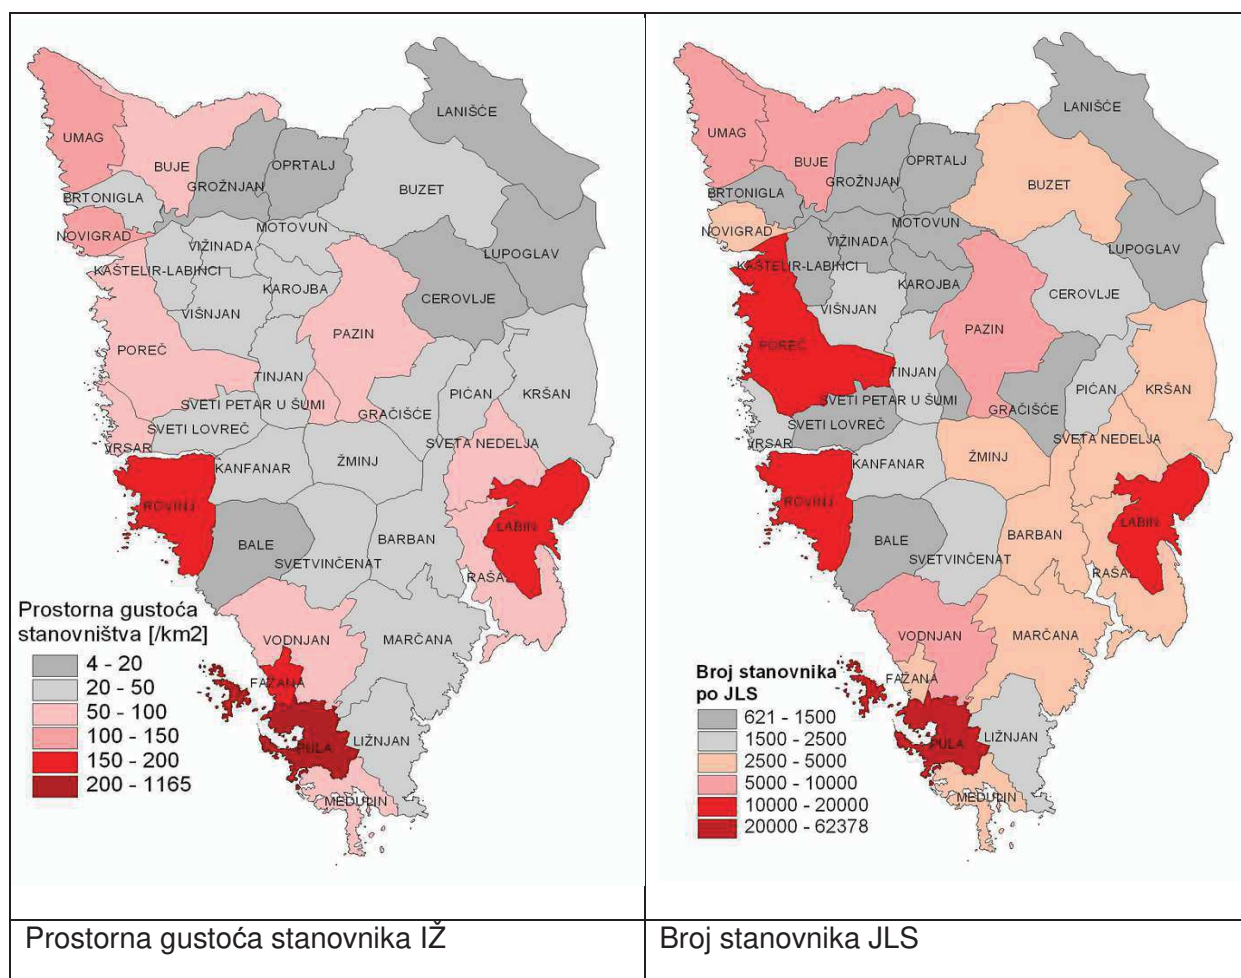 LANIŠĆE
UMAG
BUJE
OPRTALJ
GROŽNJAN
BUZET
BRTONIGLA
NOVIGRAD
MOTOVUN
VIŽINADA
LUPOGLAV
KAŠTELIR-LABINCI
KAROJBA
CEROVLJE
VIŠNJAN
PAZIN
POREČ
TINJAN
PIĆAN
KRŠAN
SVETI PETAR U ŠUMI
GRAČIŠĆE
SVETI LOVREČ
SVETA NEDELJA
VRSAR
KANFANAR
ŽMINJ
ROVINJ
LABIN
BALE
BARBAN
SVETVINČENAT
RAŠA
VODNJAN
MARČANA
FAŽANA
PULA
LIŽNJAN
MEDULIN
Prostorna gustoća
stanovništva [/km2]
4 - 20
20 - 50
50 - 100
100 - 150
150 - 200
200 - 1165
LANIŠĆE
UMAG
BUJE
OPRTALJ
GROŽNJAN
BUZET
BRTONIGLA
NOVIGRAD
MOTOVUN
VIŽINADA
LUPOGLAV
KAŠTELIR-LABINCI
KAROJBA
CEROVLJE
VIŠNJAN
PAZIN
POREČ
TINJAN
PIĆAN
KRŠAN
SVETI PETAR U ŠUMI
GRAČIŠĆE
SVETI LOVREČ
SVETA NEDELJA
VRSAR
KANFANAR
ŽMINJ
ROVINJ
LABIN
BALE
BARBAN
SVETVINČENAT
RAŠA
VODNJAN
MARČANA
FAŽANA
PULA
LIŽNJAN
MEDULIN
Broj stanovnika
po JLS
621 - 1500
1500 - 2500
2500 - 5000
5000 - 10000
10000 - 20000
20000 - 62378
Prostorna gustoća stanovnika IŽ
Broj stanovnika JLS